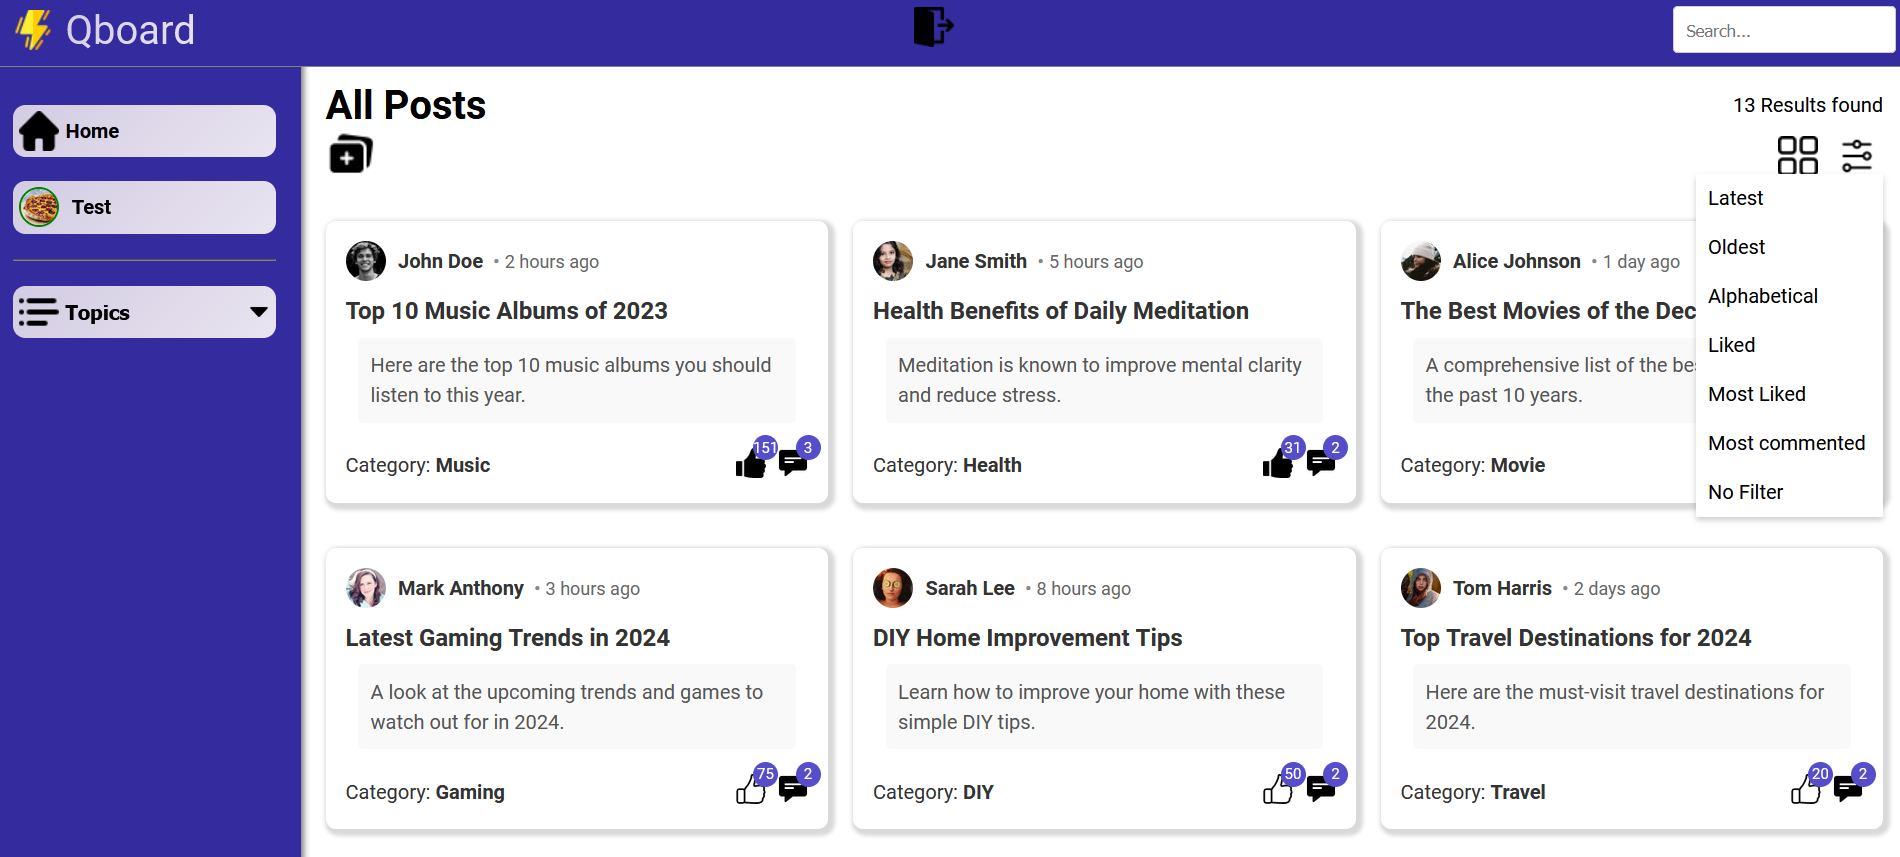 Qboard
Search...
Home
Test
Topics
All Posts
13 Results found
Latest
Oldest
Alphabetical
Liked
Most Liked
Most commented
No Filter
John Doe • 2 hours ago
Top 10 Music Albums of 2023
Here are the top 10 music albums you should
listen to this year.
Category: Music
151
3
Jane Smith • 5 hours ago
Health Benefits of Daily Meditation
Meditation is known to improve mental clarity
and reduce stress.
Category: Health
31
2
Alice Johnson • 1 day ago
The Best Movies of the Dec
A comprehensive list of the
the past 10 years.
Category: Movie
Mark Anthony • 3 hours ago
Latest Gaming Trends in 2024
A look at the upcoming trends and games to
watch out for in 2024.
Category: Gaming
75
2
Sarah Lee • 8 hours ago
DIY Home Improvement Tips
Learn how to improve your home with these
simple DIY tips.
Category: DIY
50
2
Tom Harris • 2 days ago
Top Travel Destinations for 2024
Here are the must-visit travel destinations for
2024.
Category: Travel
20
2